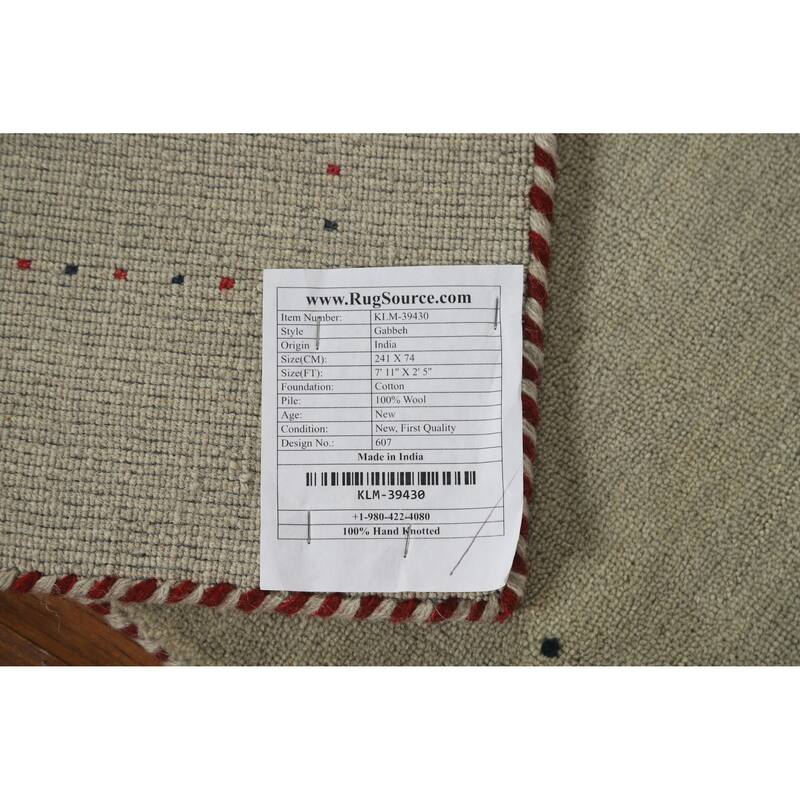 www.RugSource.com
Item Number: KLM-39430
Style Gabbeh
Origin India
Size(CM): 241 X 74
Size(FT): 7' 11" X 2' 5"
Foundation: Cotton
Pile: 100% Wool
Age: New
Condition: New, First Quality
Design No.: 607
Made in India
KLM-39430
+1-980-422-4080
100% Hand Knotted